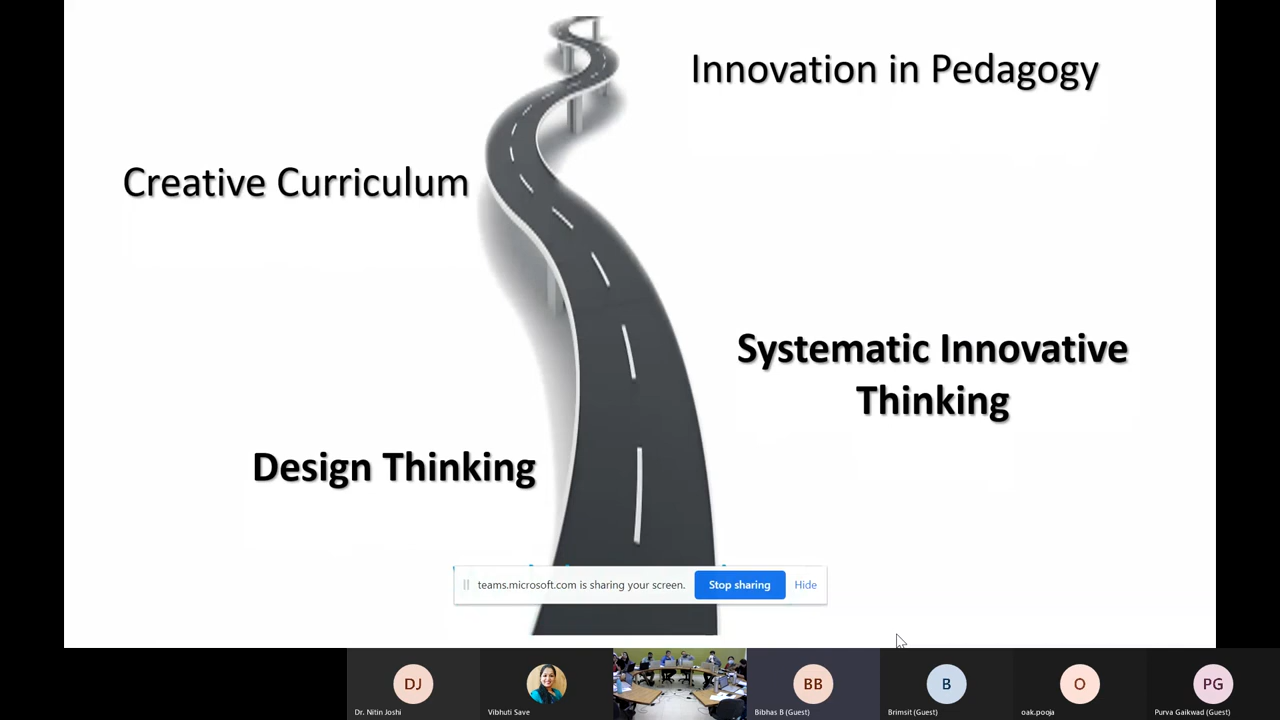 Innovation in Pedagogy
Creative Curriculum
Systematic Innovative
Thinking
Design Thinking
teams.microsoft.com is sharing your screen.
Stop sharing
Hide
DJ
BB
B
O
PG
Dr. Nitin Joshi
Vibhuti Save
Bibhas B (Guest)
Brimsit (Guest)
oak.pooja
Purva Gaikwad (Guest)